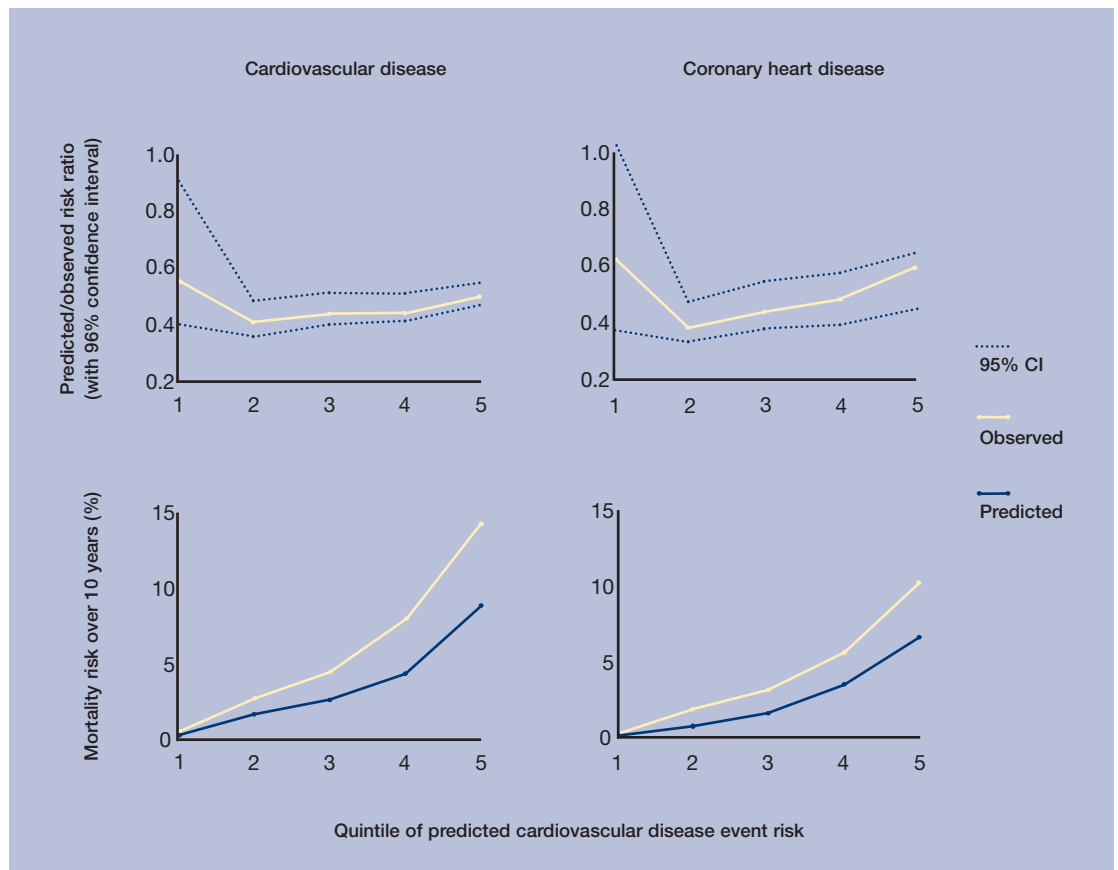 Cardiovascular disease
Coronary heart disease
Predicted/observed risk ratio
(with 96% confidence interval)
1.0
0.8
0.6
0.4
0.2
1 2 3 4 5
1.0
0.8
0.6
0.4
0.2
1 2 3 4 5
95% CI
Observed
Predicted
Mortality risk over 10 years (%)
15
10
5
0
1 2 3 4 5
15
10
5
0
1 2 3 4 5
Quintile of predicted cardiovascular disease event risk